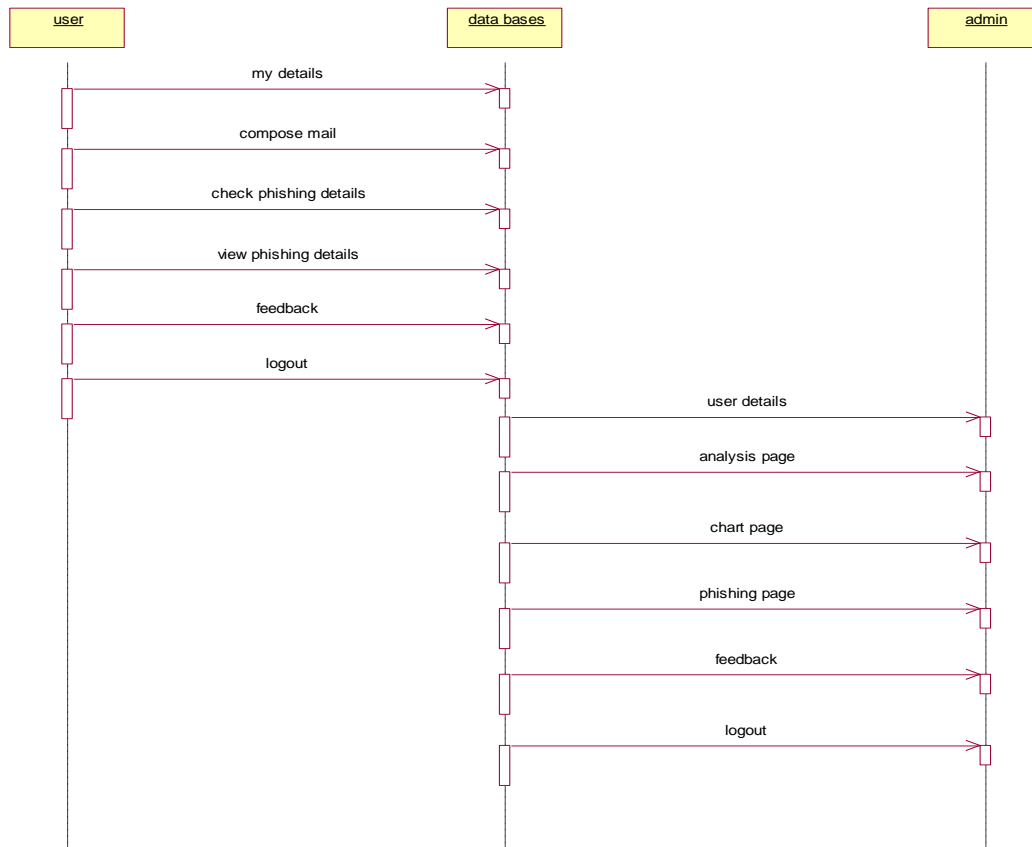 user
data bases
admin
my details
compose mail
check phishing details
view phishing details
feedback
logout
user details
analysis page
chart page
phishing page
feedback
logout